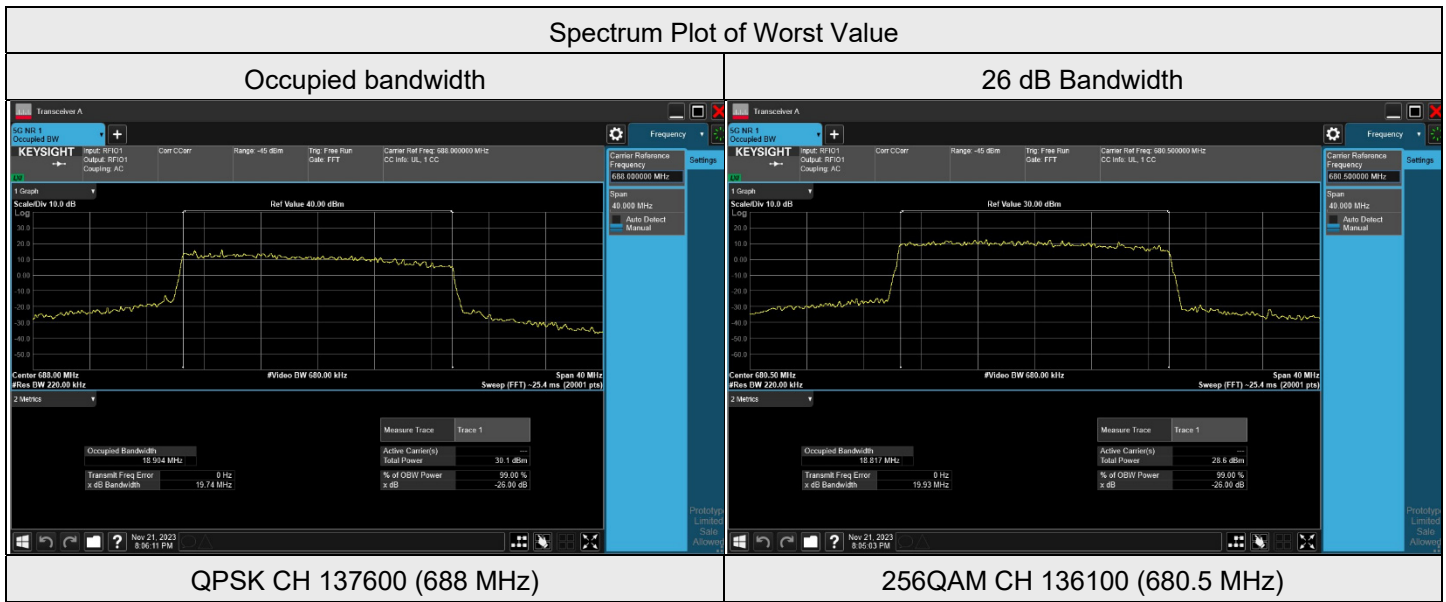 Spectrum Plot of Worst Value
Occupied bandwidth
26 dB Bandwidth
Transceiver A
5G NR 1
Occupied BW
Frequency
KEYSIGHT
Input: RFIO1
Output: RFIO1
Coupling: AC
Corr CCorr
Range: -45 dBm
Trig: Free Run
Gate: FFT
Carrier Ref Freq: 688.000000 MHz
CC Info: UL, 1 CC
Carrier Reference
Frequency
688.000000 MHz
Settings
Span
40.000 MHz
Auto Detect
Manual
1 Graph
Scale/Div 10.0 dB
Ref Value 40.00 dBm
Log
30.0
20.0
10.0
0.00
-10.0
-20.0
-30.0
-40.0
-50.0
Center 688.00 MHz
#Video BW 680.00 kHz
Span 40 MHz
#Res BW 220.00 kHz
Sweep (FFT) ~25.4 ms (20001 pts)
2 Metrics
Measure Trace
Trace 1
Occupied Bandwidth
18.904 MHz
Active Carrier(s)
---
Total Power
30.1 dBm
Transmit Freq Error
0 Hz
x dB Bandwidth
19.74 MHz
% of OBW Power
99.00 %
x dB
-26.00 dB
Prototype
Limited
Sale
Allowed
?
Nov 21, 2023
8:06:11 PM
Transceiver A
5G NR 1
Occupied BW
Frequency
KEYSIGHT
Input: RFIO1
Output: RFIO1
Coupling: AC
Corr CCorr
Range: -45 dBm
Trig: Free Run
Gate: FFT
Carrier Ref Freq: 680.500000 MHz
CC Info: UL, 1 CC
Carrier Reference
Frequency
680.500000 MHz
Settings
Span
40.000 MHz
Auto Detect
Manual
1 Graph
Scale/Div 10.0 dB
Ref Value 30.00 dBm
Log
20.0
10.0
0.00
-10.0
-20.0
-30.0
-40.0
-60.0
Center 680.50 MHz
#Video BW 680.00 kHz
Span 40 MHz
#Res BW 220.00 kHz
Sweep (FFT) ~25.4 ms (20001 pts)
2 Metrics
Measure Trace
Trace 1
Occupied Bandwidth
18.817 MHz
Active Carrier(s)
---
Total Power
28.6 dBm
Transmit Freq Error
0 Hz
x dB Bandwidth
19.93 MHz
% of OBW Power
99.00 %
x dB
-26.00 dB
Limited
Sale
Allowed
?
Nov 21, 2023
8:05:03 PM
QPSK CH 137600 (688 MHz)
256QAM CH 136100 (680.5 MHz)